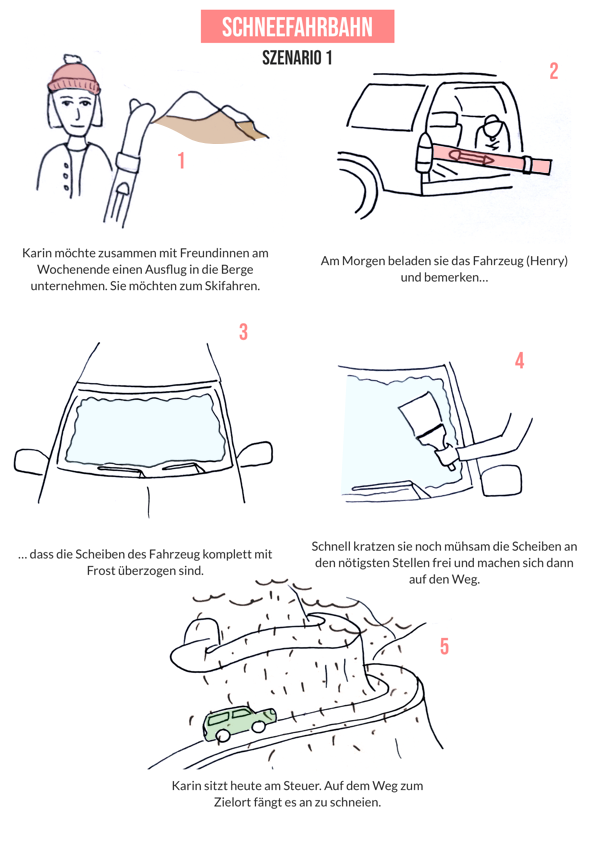 SCHNEEFAHRBAHN
SZENARIO 1
1
Karin möchte zusammen mit Freundinnen am
Wochenende einen Ausflug in die Berge
unternehmen. Sie möchten zum Skifahren.
2
Am Morgen beladen sie das Fahrzeug (Henry)
und bemerken...
3
... dass die Scheiben des Fahrzeug komplett mit
Frost überzogen sind.
4
Schnell kratzen sie noch mühsam die Scheiben an
den nötigsten Stellen frei und machen sich dann
auf den Weg.
5
Karin sitzt heute am Steuer. Auf dem Weg zum
Zielort fängt es an zu schneien.